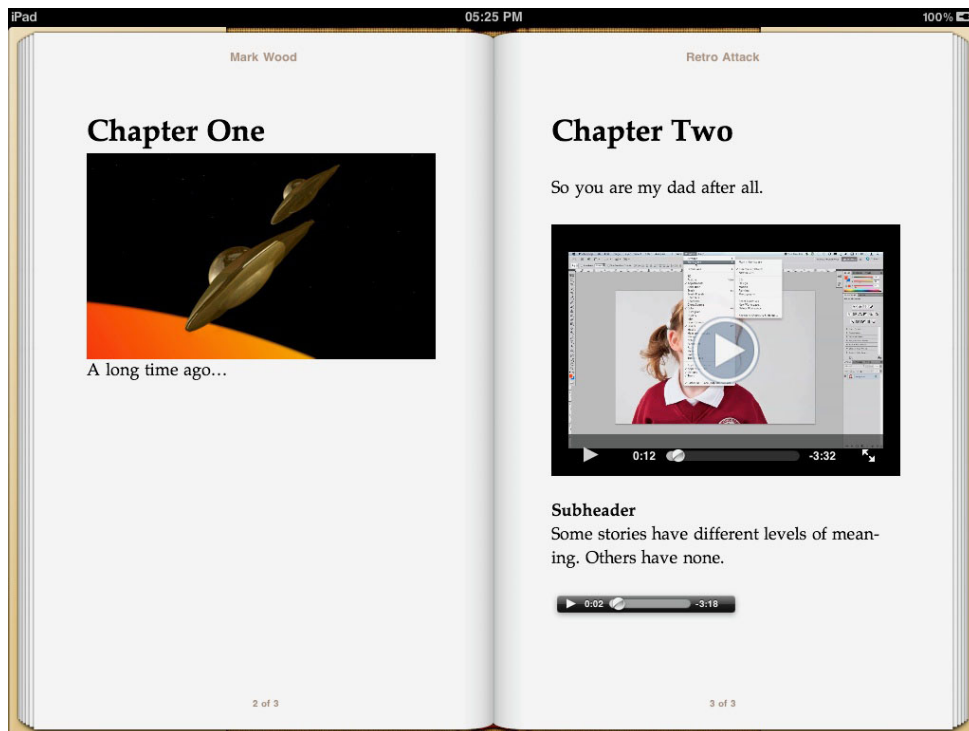 iPad
05:25 PM
100%
Mark Wood
Chapter One
A long time ago…
2 of 3
Retro Attack
Chapter Two
So you are my dad after all.
0:12
-3:32
Subheader
Some stories have different levels of mean-
ing. Others have none.
0:02
-3:18
3 of 3